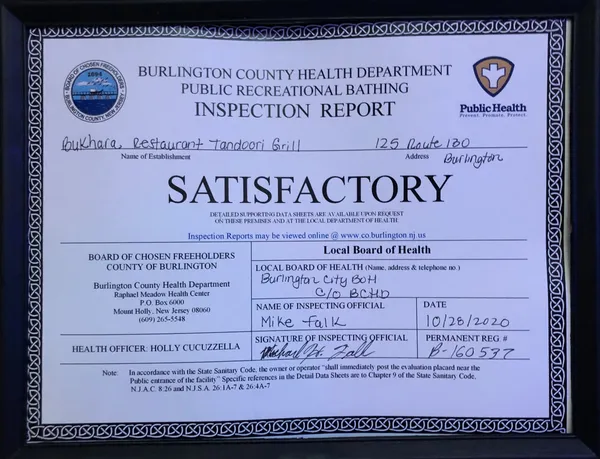 BURLINGTON COUNTY HEALTH DEPARTMENT
PUBLIC RECREATIONAL BATHING
INSPECTION REPORT
Public Health
Prevent. Promote. Protect.
BOARD OF CHOSEN FREEHOLDERS
BURLINGTON COUNTY, NEW JERSEY
Bukhara Restaurant Tandoori Grill
125 Route 130
Name of Establishment
Address
Burlington
SATISFACTORY
DETAILED SUPPORTING DATA SHEETS ARE AVAILABLE UPON REQUEST
ON THESE PREMISES AND AT THE LOCAL DEPARTMENT OF HEALTH.
Inspection Reports may be viewed online @ www.co.burlington.nj.us
BOARD OF CHOSEN FREEHOLDERS
COUNTY OF BURLINGTON
Burlington County Health Department
Raphael Meadow Health Center
P.O. Box 6000
Mount Holly, New Jersey 08060
(609) 265-5548
HEALTH OFFICER: HOLLY CUCUZZELLA
Local Board of Health
LOCAL BOARD OF HEALTH (Name, address & telephone no.)
Burlington City BOH
C/O BCHD
NAME OF INSPECTING OFFICIAL
DATE
Mike Falk
10/28/2020
SIGNATURE OF INSPECTING OFFICIAL
PERMANENT REG. #
B-160537
Note: In accordance with the State Sanitary Code, the owner or operator "shall immediately post the evaluation placard near the
Public entrance of the facility" Specific references in the Detail Data Sheets are to Chapter 9 of the State Sanitary Code,
N.J.A.C. 8:26 and N.J.S.A. 26:1A-7 & 26:4A-7